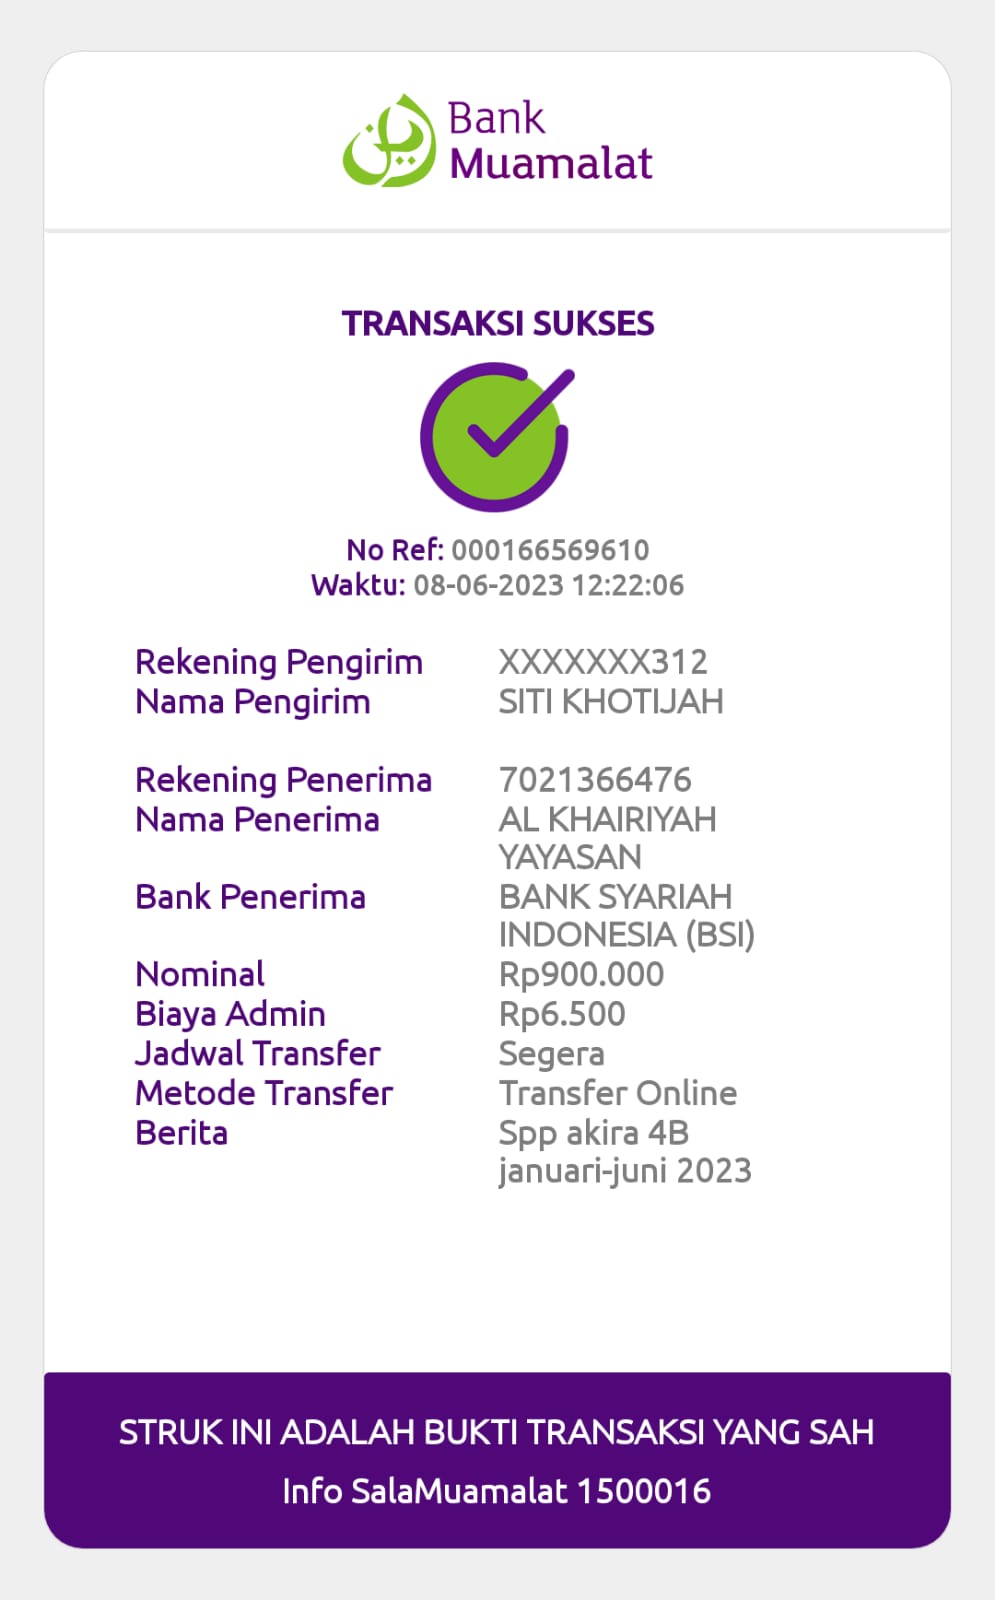 Bank
Muamalat
TRANSAKSI SUKSES
No Ref: 000166569610
Waktu: 08-06-2023 12:22:06
Rekening Pengirim XXXXXXX312
Nama Pengirim SITI KHOTIJAH
Rekening Penerima 7021366476
Nama Penerima AL KHAIRIYAH
YAYASAN
Bank Penerima BANK SYARIAH
INDONESIA (BSI)
Nominal Rp900.000
Biaya Admin Rp6.500
Jadwal Transfer Segera
Metode Transfer Transfer Online
Berita Spp akira 4B
januari-juni 2023
STRUK INI ADALAH BUKTI TRANSAKSI YANG SAH
Info SalaMuamalat 1500016